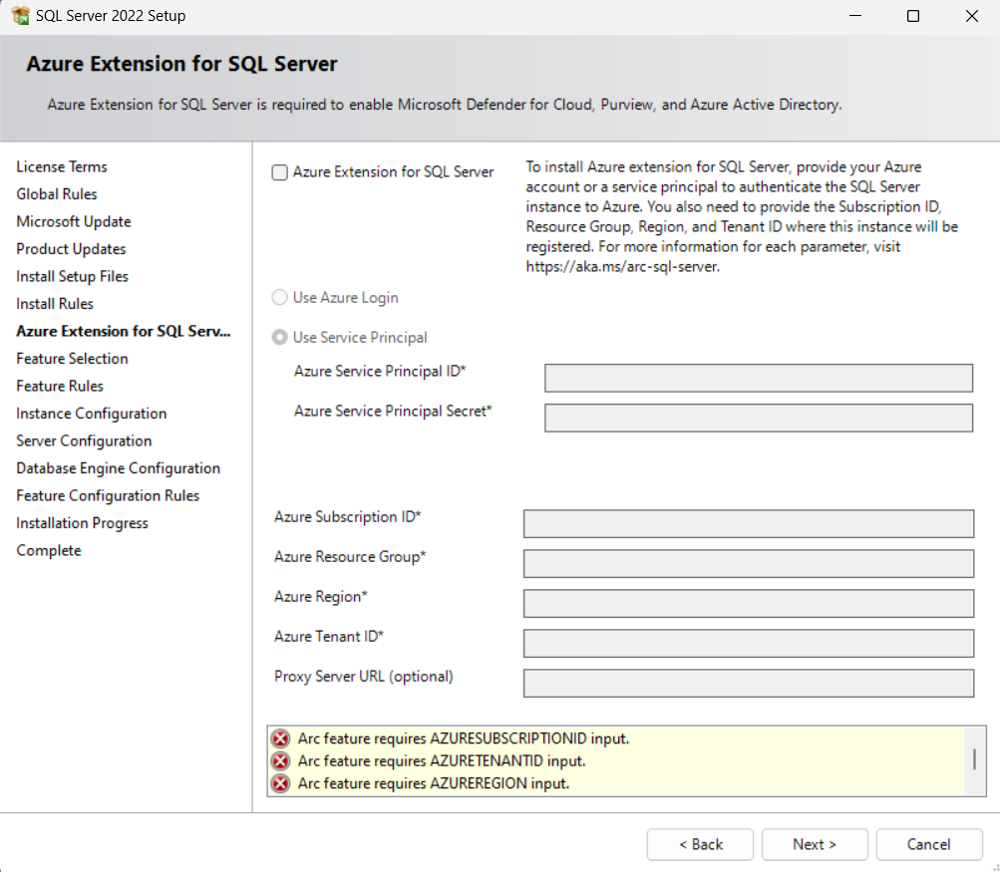 SQL Server 2022 Setup
Azure Extension for SQL Server
Azure Extension for SQL Server is required to enable Microsoft Defender for Cloud, Purview, and Azure Active Directory.
License Terms
Global Rules
Microsoft Update
Product Updates
Install Setup Files
Install Rules
Azure Extension for SQL Serv...
Feature Selection
Feature Rules
Instance Configuration
Server Configuration
Database Engine Configuration
Feature Configuration Rules
Installation Progress
Complete
Azure Extension for SQL Server
To install Azure extension for SQL Server, provide your Azure
account or a service principal to authenticate the SQL Server
instance to Azure. You also need to provide the Subscription ID,
Resource Group, Region, and Tenant ID where this instance will be
registered. For more information for each parameter, visit
https://aka.ms/arc-sql-server.
Use Azure Login
Use Service Principal
Azure Service Principal ID*
Azure Service Principal Secret*
Azure Subscription ID*
Azure Resource Group*
Azure Region*
Azure Tenant ID*
Proxy Server URL (optional)
Arc feature requires AZURESUBSCRIPTIONID input.
Arc feature requires AZURETENANTID input.
Arc feature requires AZUREREGION input.
< Back
Next >
Cancel